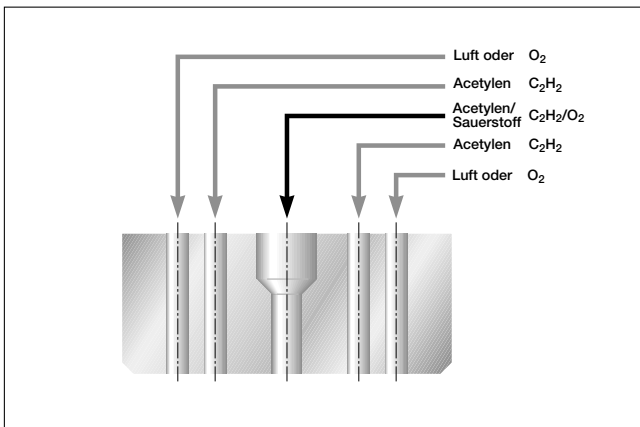 Luft oder O₂
Acetylen C₂H₂
Acetylen/
Sauerstoff C₂H₂/O₂
Acetylen C₂H₂
Luft oder O₂